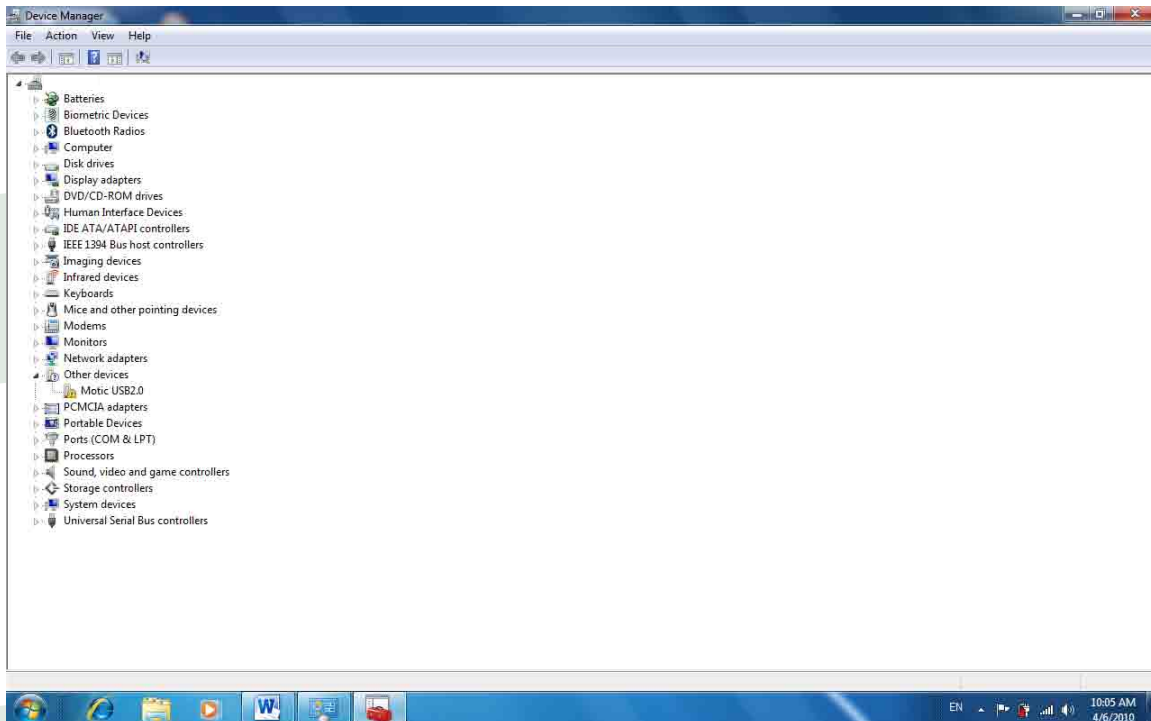 Device Manager
File Action View Help
Batteries
Biometric Devices
Bluetooth Radios
Computer
Disk drives
Display adapters
DVD/CD-ROM drives
Human Interface Devices
IDE ATA/ATAPI controllers
IEEE 1394 Bus host controllers
Imaging devices
Infrared devices
Keyboards
Mice and other pointing devices
Modems
Monitors
Network adapters
Other devices
Motic USB2.0
PCMCIA adapters
Portable Devices
Ports (COM & LPT)
Processors
Sound, video and game controllers
Storage controllers
System devices
Universal Serial Bus controllers
EN 10:05 AM
4/6/2010